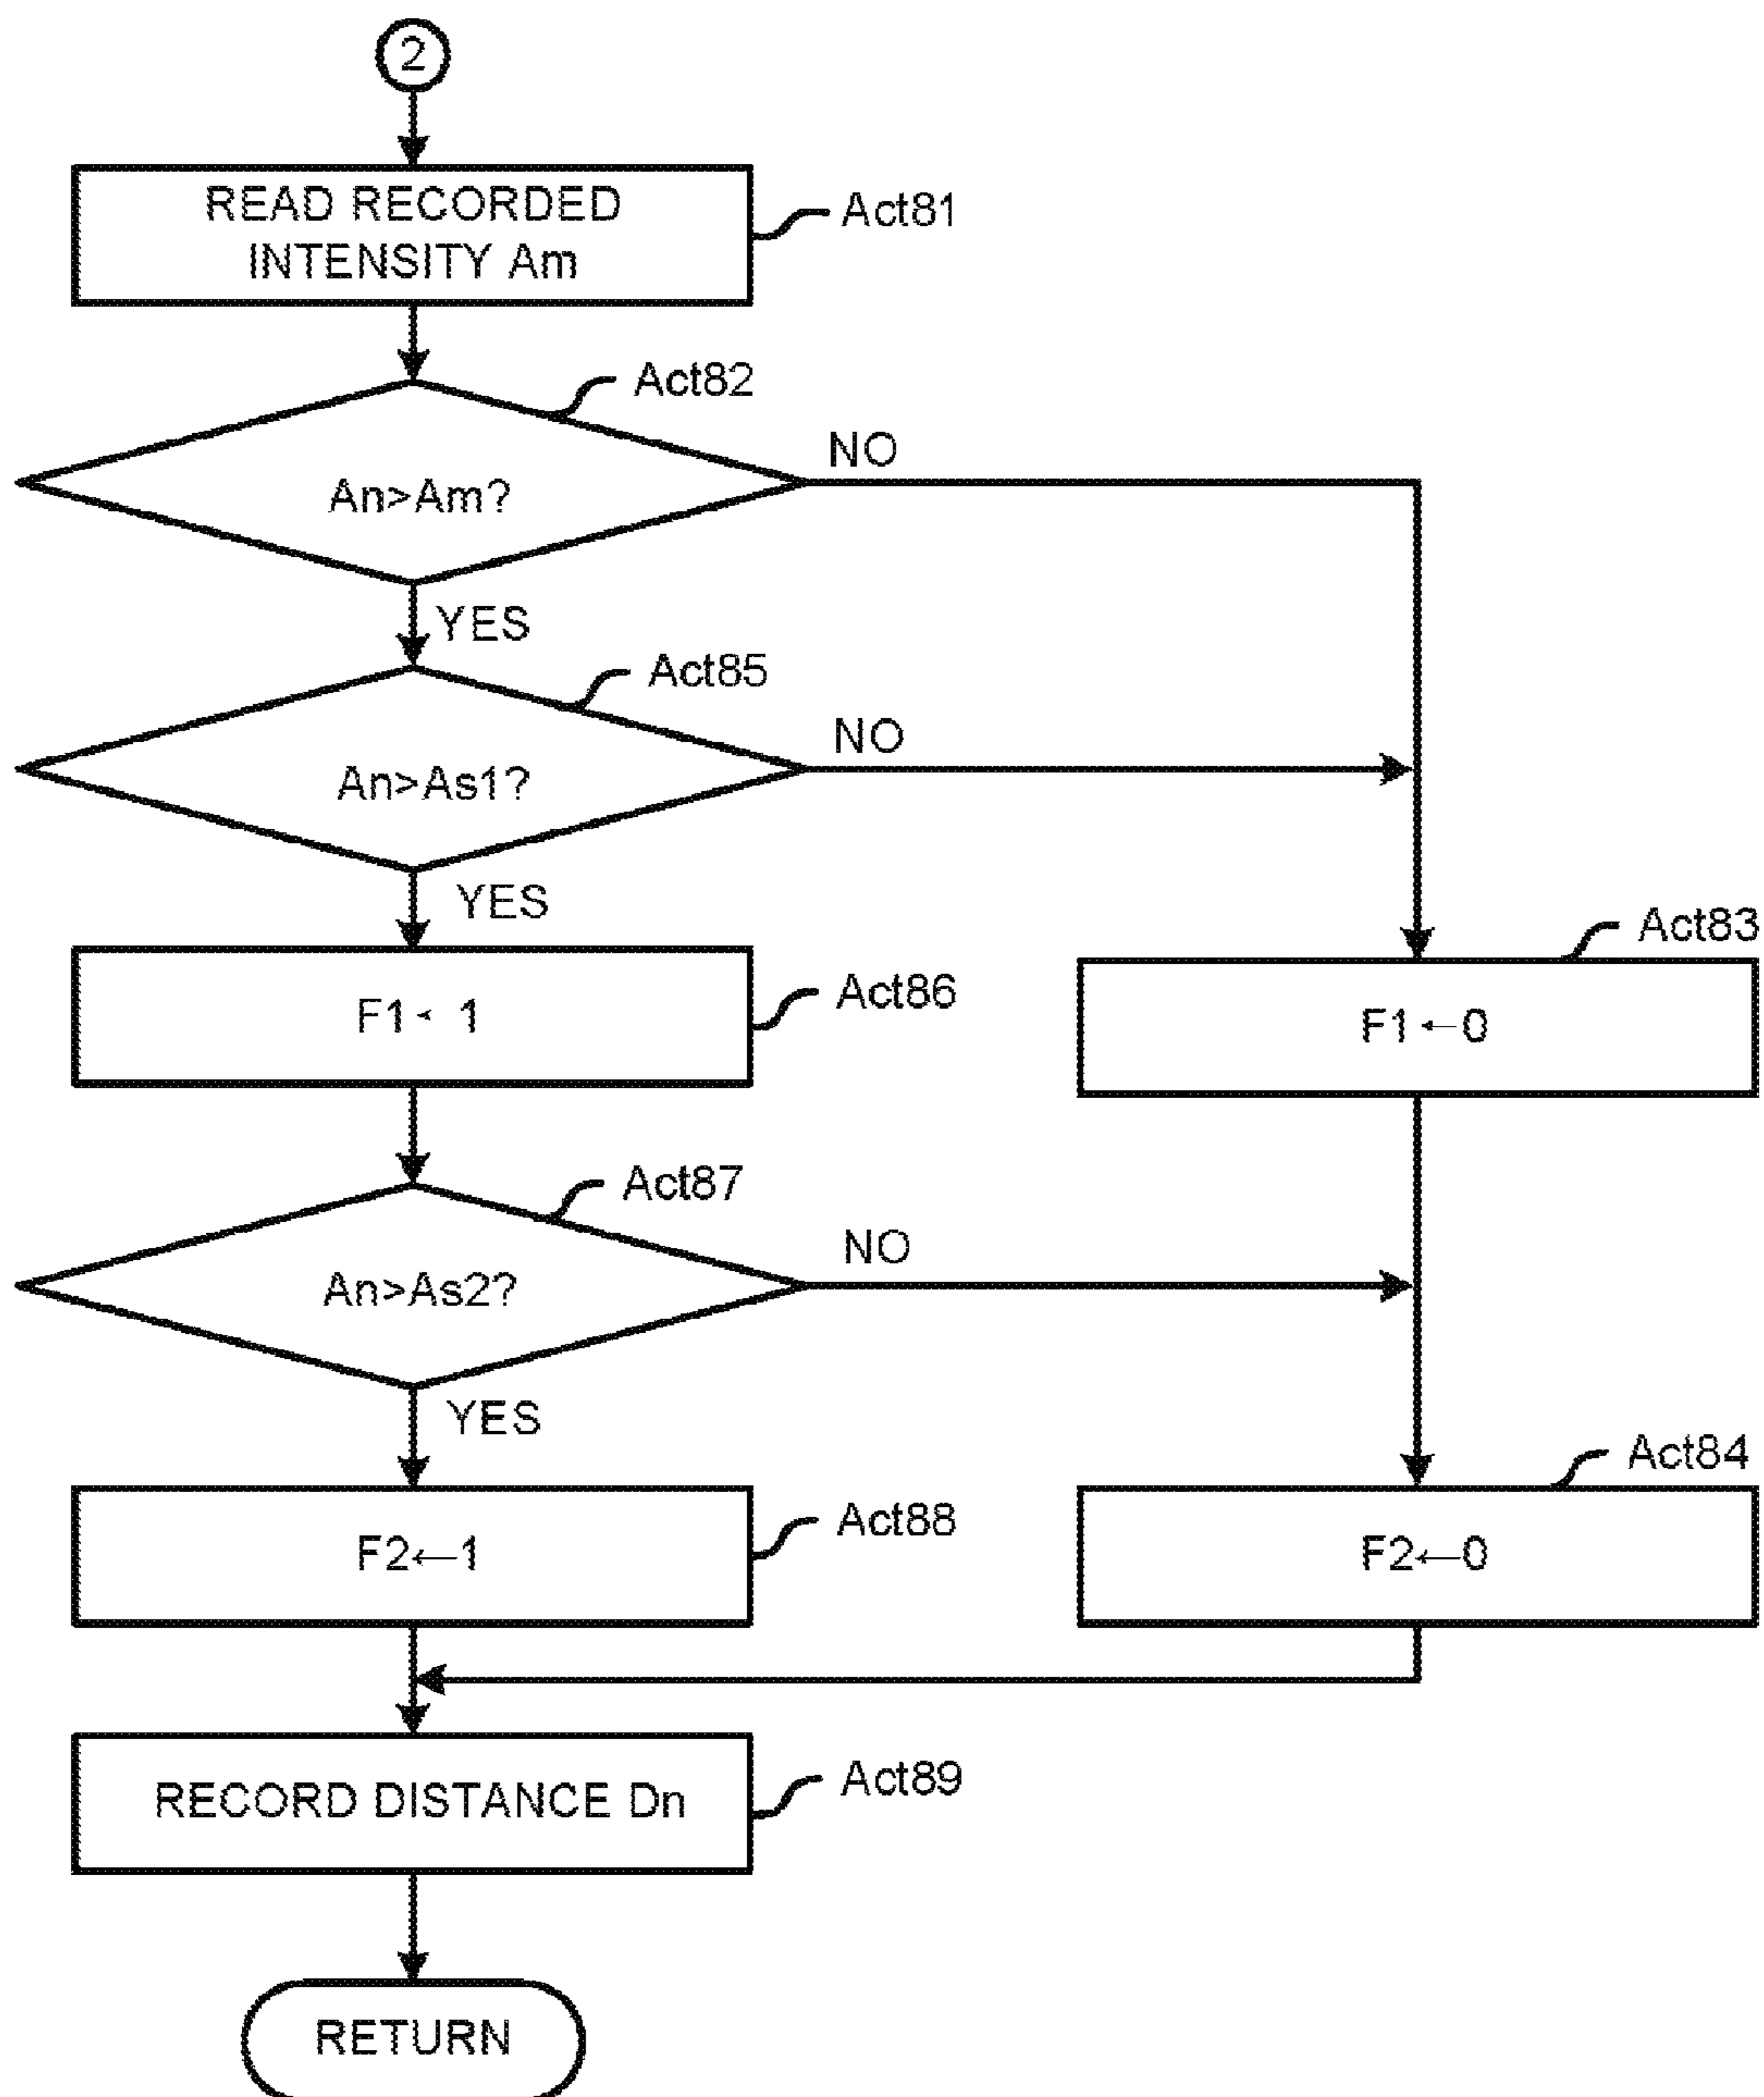 2
READ RECORDED
INTENSITY Am
Act81
Act82
An>Am?
NO
YES
Act85
An>As1?
NO
YES
F1← 1
Act86
Act83
F1←0
Act87
An>As2?
NO
YES
F2←1
Act88
Act84
F2←0
RECORD DISTANCE Dn
Act89
RETURN